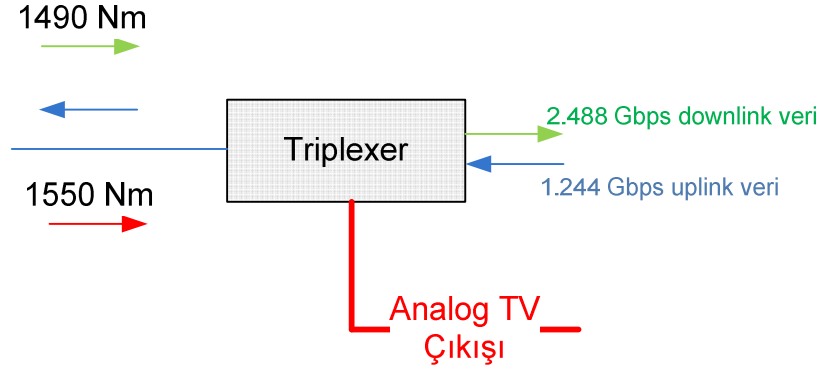 1490 Nm
2.488 Gbps downlink veri
Triplexer
1.244 Gbps uplink veri
1550 Nm
Analog TV
Çıkışı